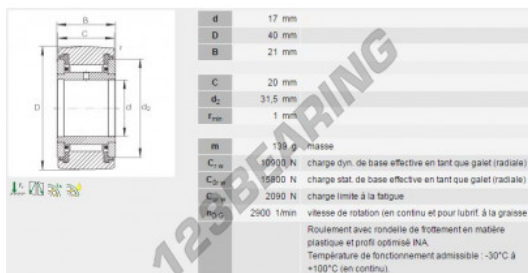 B
C
r
D
d
d2
d 17 mm
D 40 mm
B 21 mm
C 20 mm
d2 31,5 mm
rmin 1 mm
m 139 g masse
Cr w 10900 N charge dyn. de base effective en tant que galet (radiale)
C0r w 15800 N charge stat. de base effective en tant que galet (radiale)
2090 N charge limite à la fatigue
nD G 2900 1/min vitesse de rotation (en continu et pour lubrif. à la graisse
Roulement avec rondelle de frottement en matière
plastique et profil optimisé INA.
Température de fonctionnement admissible : -30°C à
+100°C (en continu).
123BEARING